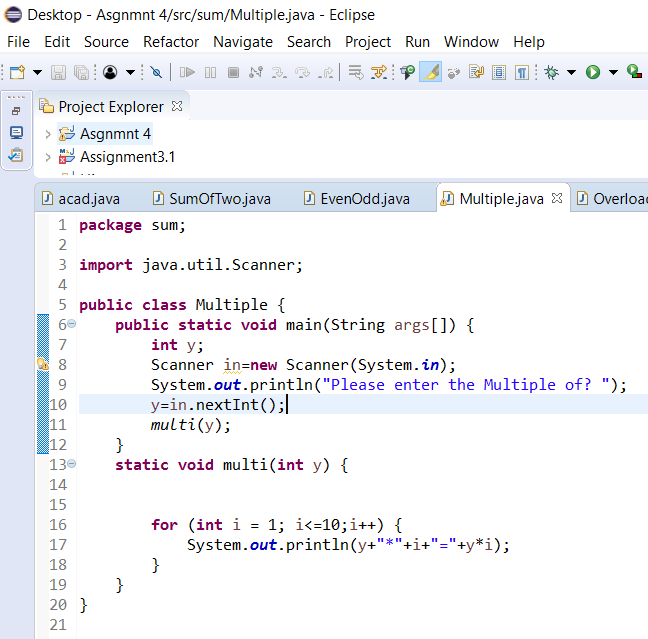 Desktop - Asgnmnt 4/src/sum/Multiple.java - Eclipse
File Edit Source Refactor Navigate Search Project Run Window Help
Project Explorer
Asgnmnt 4
Assignment3.1
acad.java SumOfTwo.java EvenOdd.java Multiple.java Overloa
1 package sum;
2
3 import java.util.Scanner;
4
5 public class Multiple {
6 public static void main(String args[]) {
7 int y;
8 Scanner in=new Scanner(System.in);
9 System.out.println("Please enter the Multiple of? ");
10 y=in.nextInt();
11 multi(y);
12 }
13 static void multi(int y) {
14
15
16 for (int i = 1; i<=10;i++) {
17 System.out.println(y+"*"+i+"="+y*i);
18 }
19 }
20 }
21